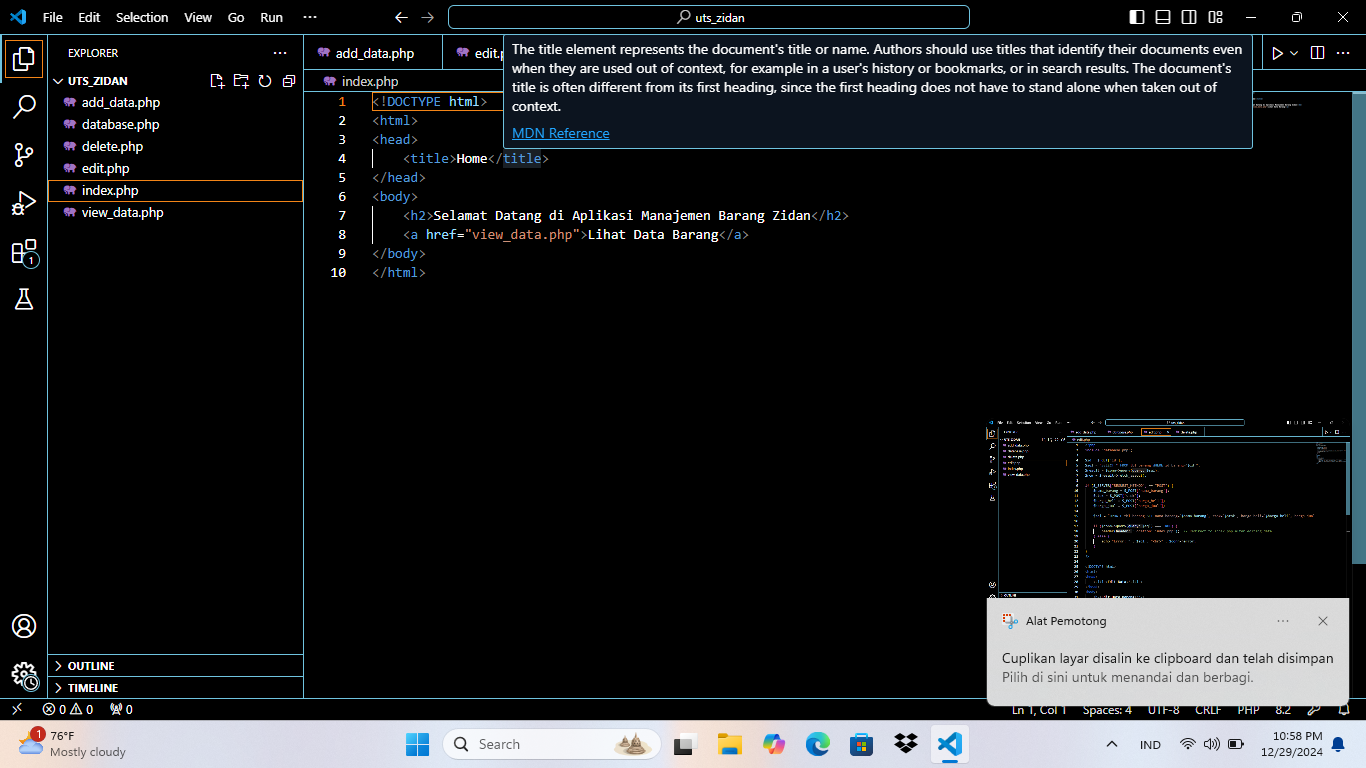 File Edit Selection View Go Run ···
uts_zidan
EXPLORER ···
UTS_ZIDAN
add_data.php
database.php
delete.php
edit.php
index.php
view_data.php
OUTLINE
TIMELINE
add_data.php
edit.p
index.php
The title element represents the document's title or name. Authors should use titles that identify their documents even
when they are used out of context, for example in a user's history or bookmarks, or in search results. The document's
title is often different from its first heading, since the first heading does not have to stand alone when taken out of
context.
MDN Reference
1 <!DOCTYPE html>
2 <html>
3 <head>
4 <title>Home</title>
5 </head>
6 <body>
7 <h2>Selamat Datang di Aplikasi Manajemen Barang Zidan</h2>
8 <a href="view_data.php">Lihat Data Barang</a>
9 </body>
10 </html>
1
Alat Pemotong ···
Cuplikan layar disalin ke clipboard dan telah disimpan
Pilih di sini untuk menandai dan berbagi.
0 0 0
Ln 1, Col 1 Spaces: 4 UTF-8 CRLF PHP 8.2
1
76°F
Mostly cloudy
Search
IND
10:58 PM
12/29/2024